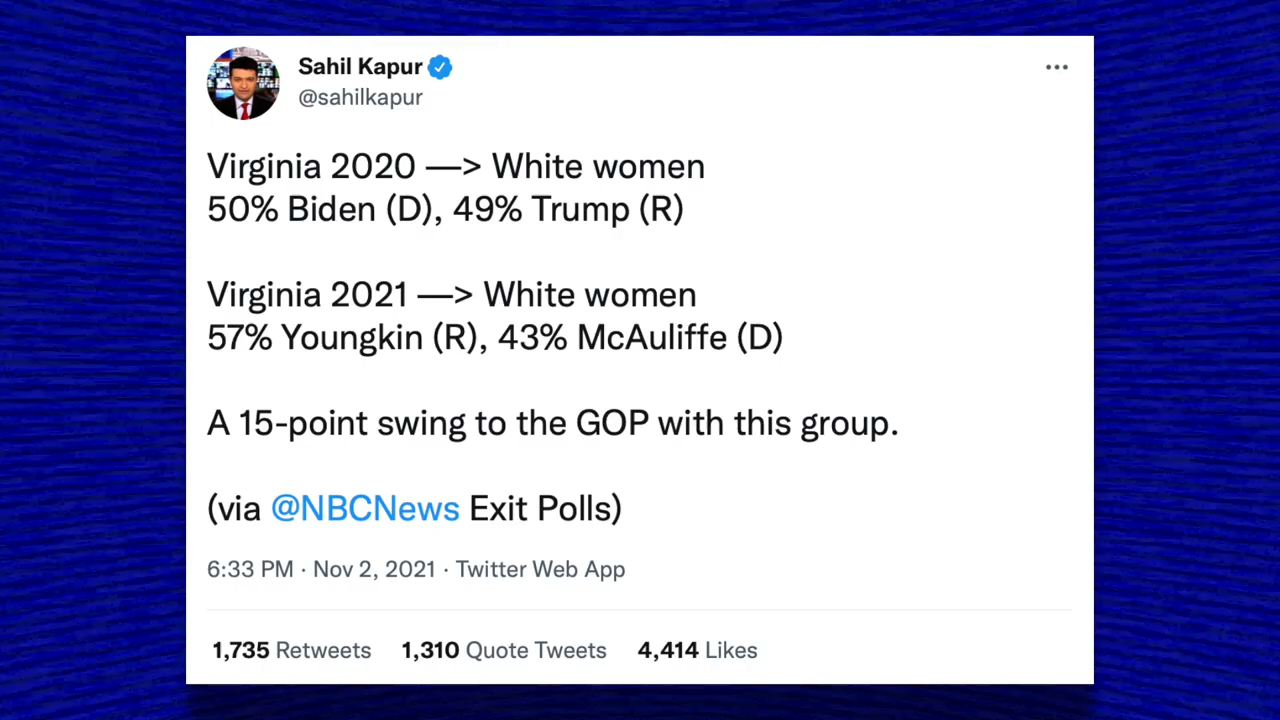 Sahil Kapur
@sahilkapur
Virginia 2020 —> White women
50% Biden (D), 49% Trump (R)
Virginia 2021 —> White women
57% Youngkin (R), 43% McAuliffe (D)
A 15-point swing to the GOP with this group.
(via @NBCNews Exit Polls)
6:33 PM · Nov 2, 2021 · Twitter Web App
1,735 Retweets 1,310 Quote Tweets 4,414 Likes